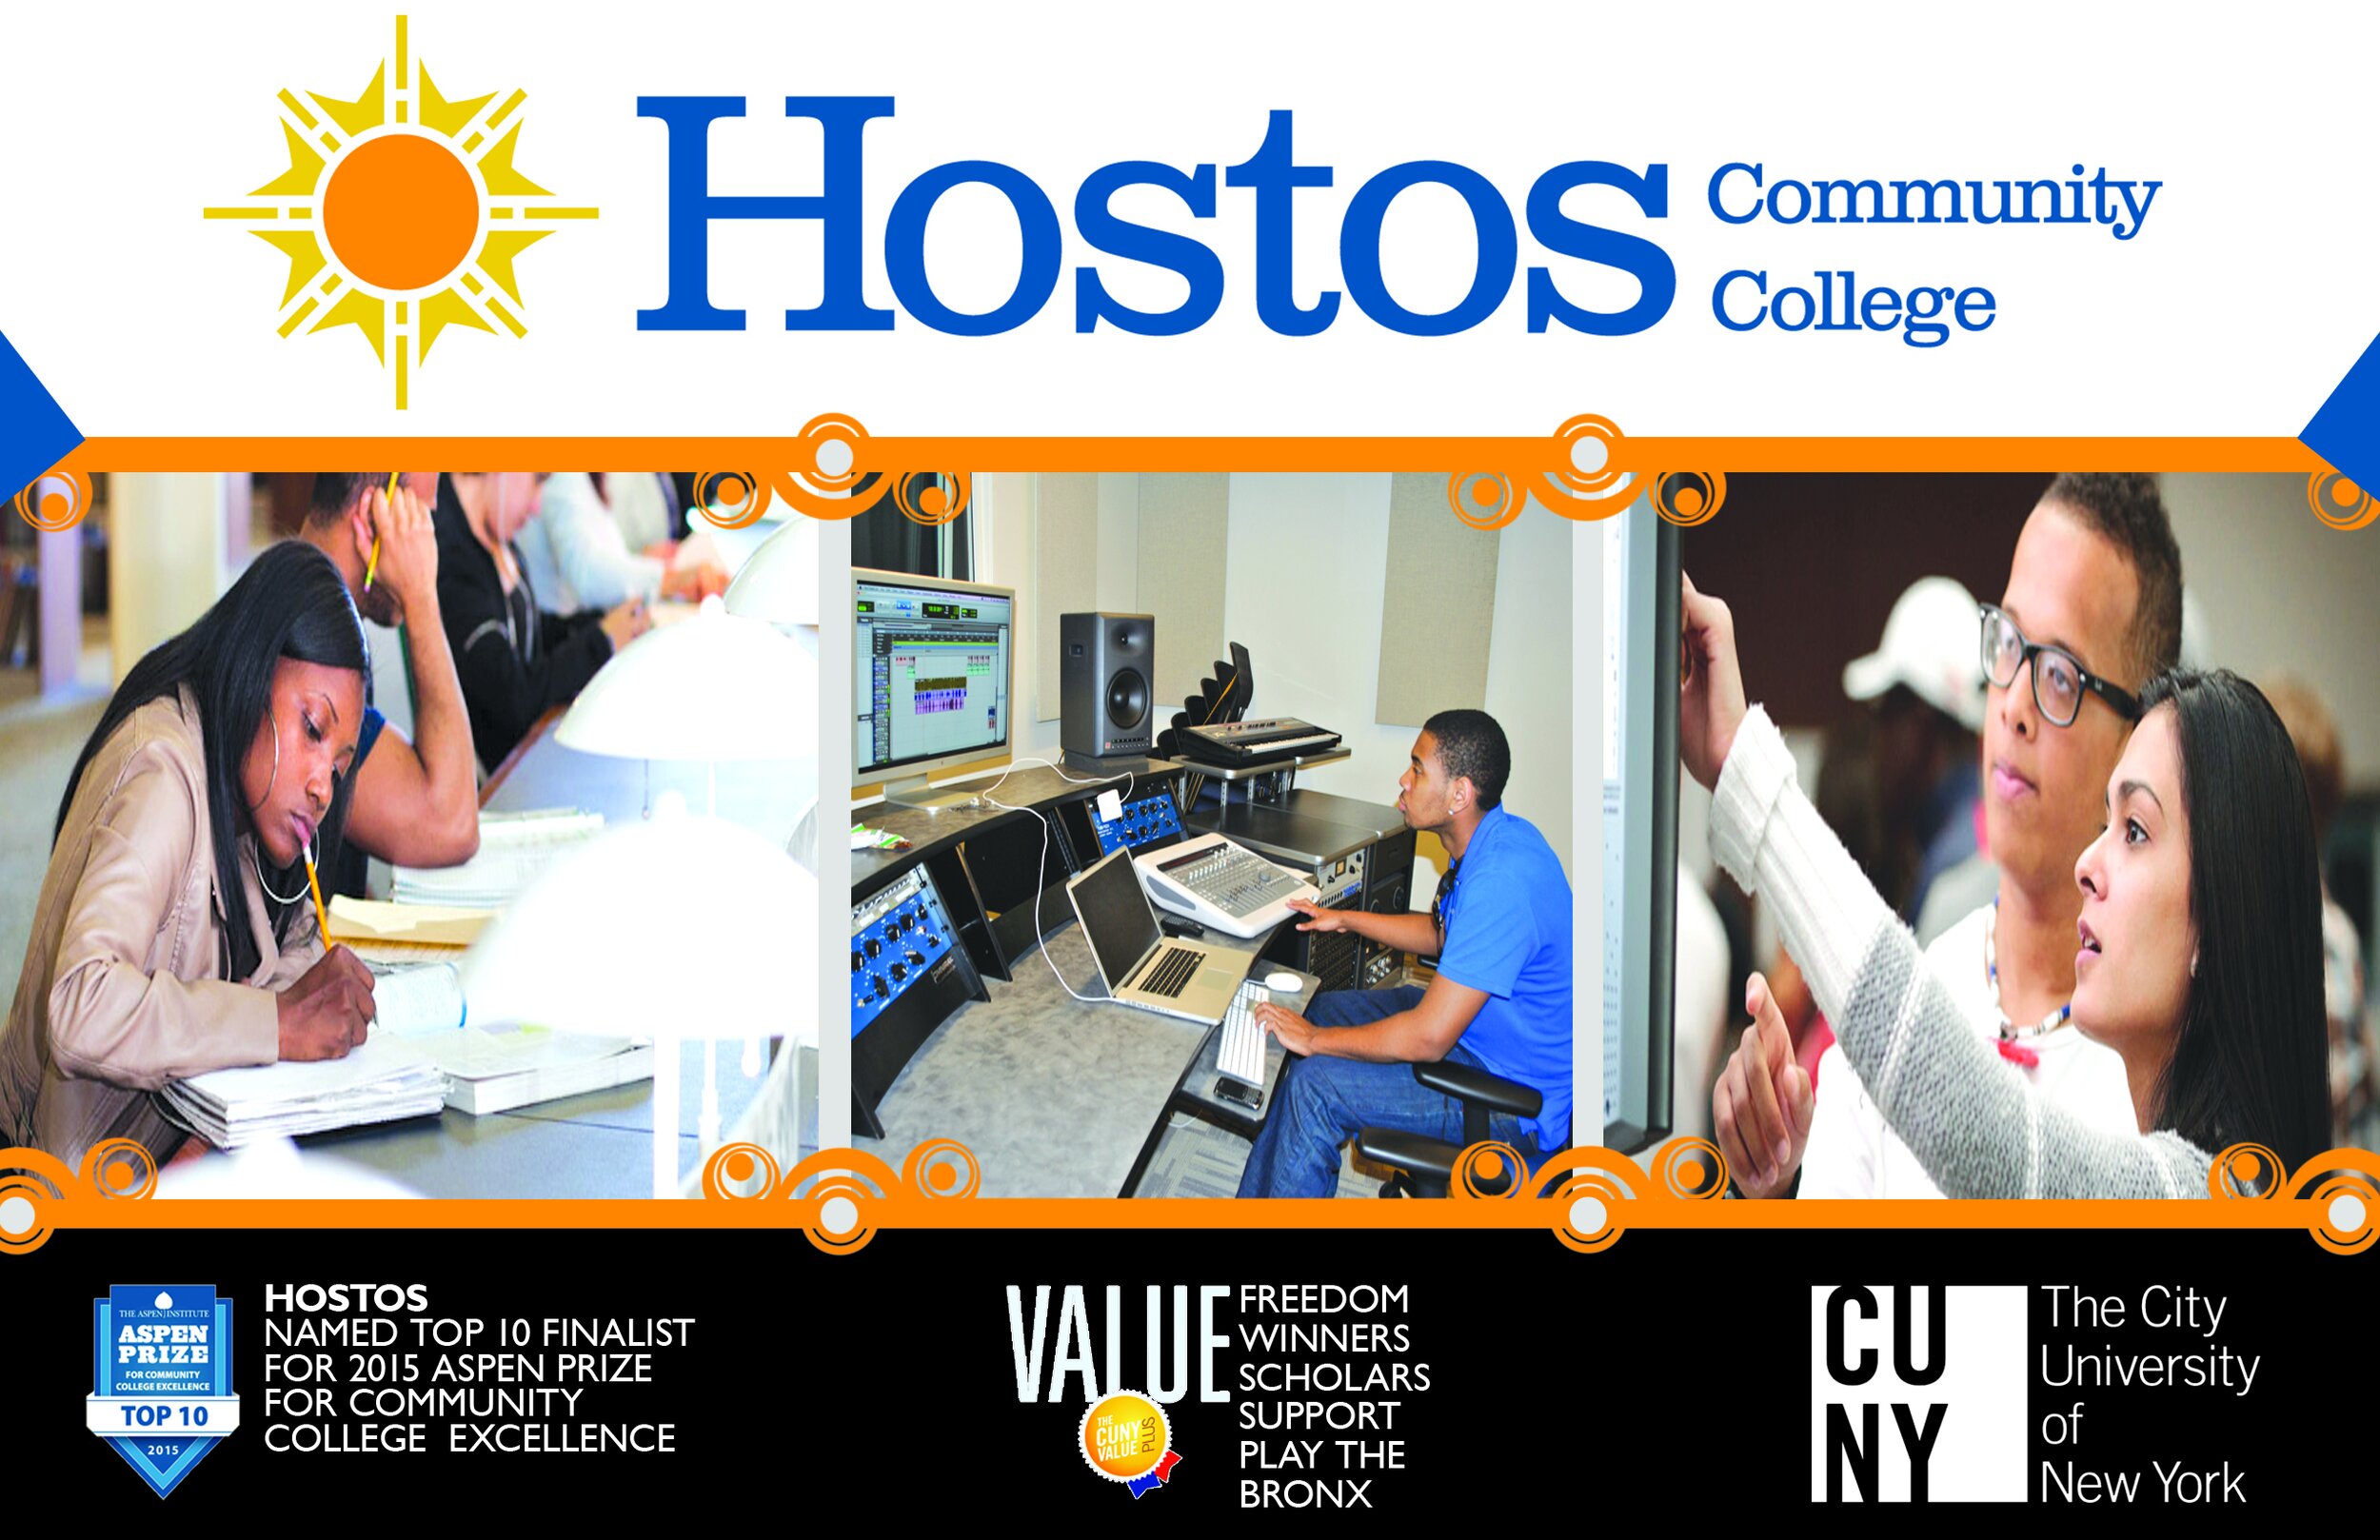 Hostos
Community
College
THE ASPEN INSTITUTE
ASPEN
PRIZE
FOR COMMUNITY
COLLEGE EXCELLENCE
TOP 10
2015
HOSTOS
NAMED TOP 10 FINALIST
FOR 2015 ASPEN PRIZE
FOR COMMUNITY
COLLEGE EXCELLENCE
VALUE
THE
CUNY
VALUE
PLUS
FREEDOM
WINNERS
SCHOLARS
SUPPORT
PLAY THE
BRONX
CU
NY
The City
University
of
New York